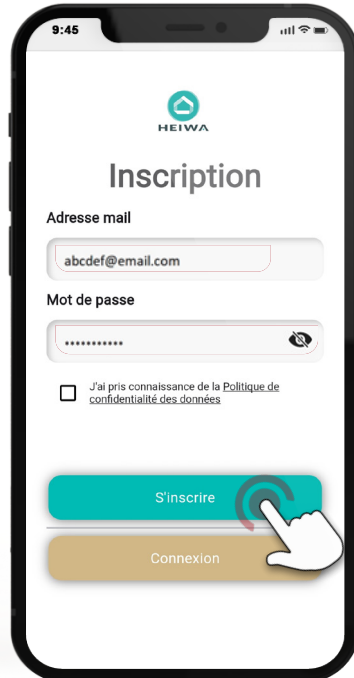 9:45
HEIWA
Inscription
Adresse mail
abcdef@email.com
Mot de passe
...........
J'ai pris connaissance de la Politique de
confidentialité des données
S'inscrire
Connexion